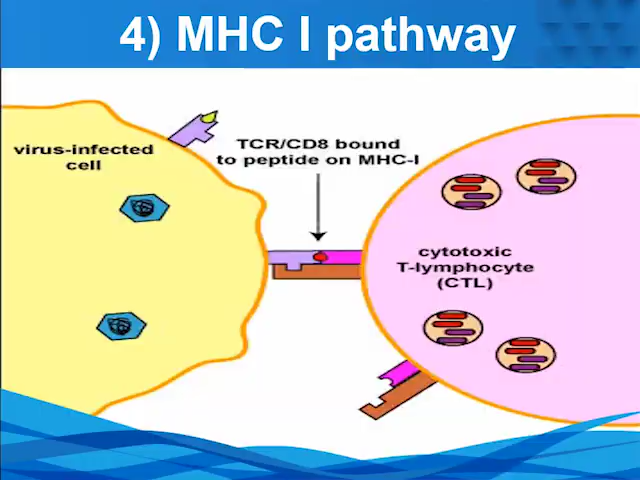 4) MHC I pathway
virus-infected
cell
TCR/CD8 bound
to peptide on MHC-I
cytotoxic
T-lymphocyte
(CTL)